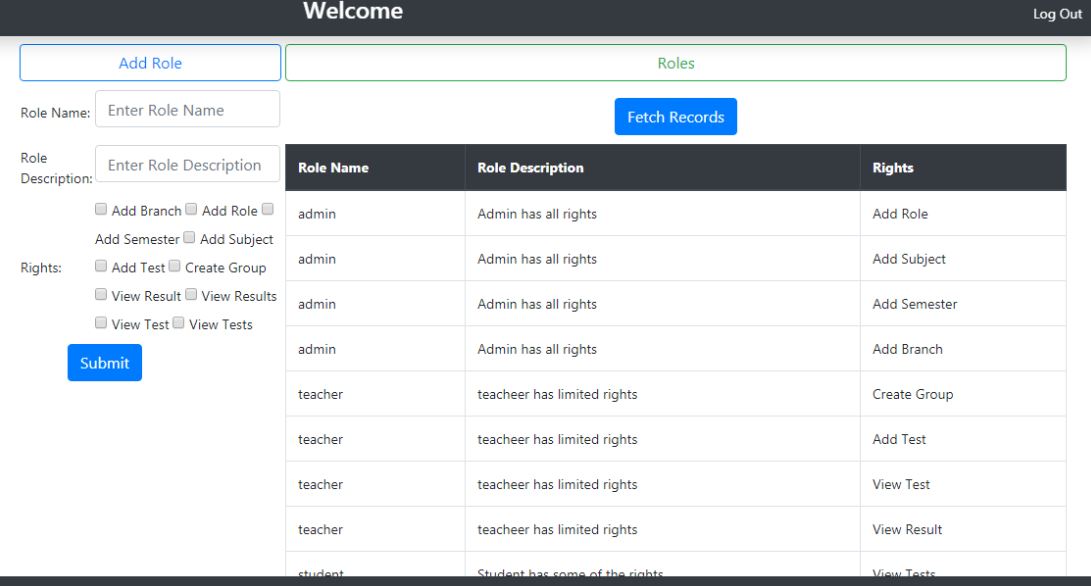 Welcome
Log Out
Add Role
Roles
Role Name:
Enter Role Name
Fetch Records
Role
Description:
Enter Role Description
Add Branch Add Role
Add Semester Add Subject
Rights:
Add Test Create Group
View Result View Results
View Test View Tests
Submit
Role Name Role Description Rights
admin Admin has all rights Add Role
admin Admin has all rights Add Subject
admin Admin has all rights Add Semester
admin Admin has all rights Add Branch
teacher teacheer has limited rights Create Group
teacher teacheer has limited rights Add Test
teacher teacheer has limited rights View Test
teacher teacheer has limited rights View Result
student Student has some of the rights View Tests